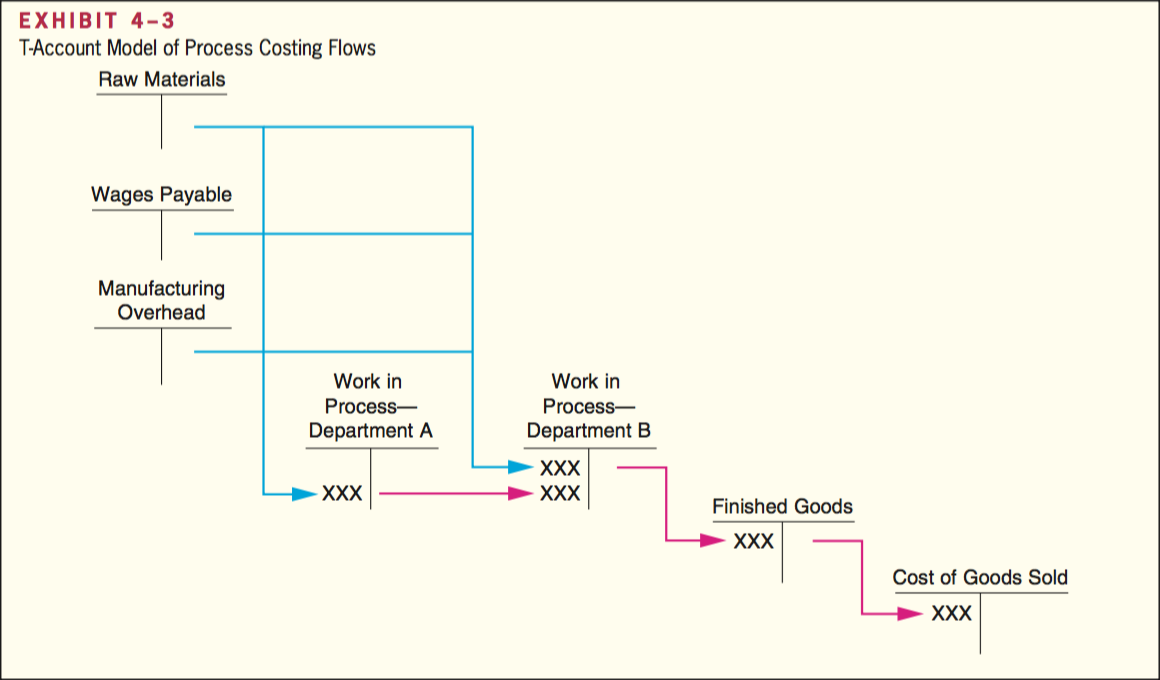 EXHIBIT 4–3
T-Account Model of Process Costing Flows
Raw Materials
Wages Payable
Manufacturing
Overhead
Work in
Process—
Department A
XXX
Work in
Process—
Department B
XXX
XXX
Finished Goods
XXX
Cost of Goods Sold
XXX